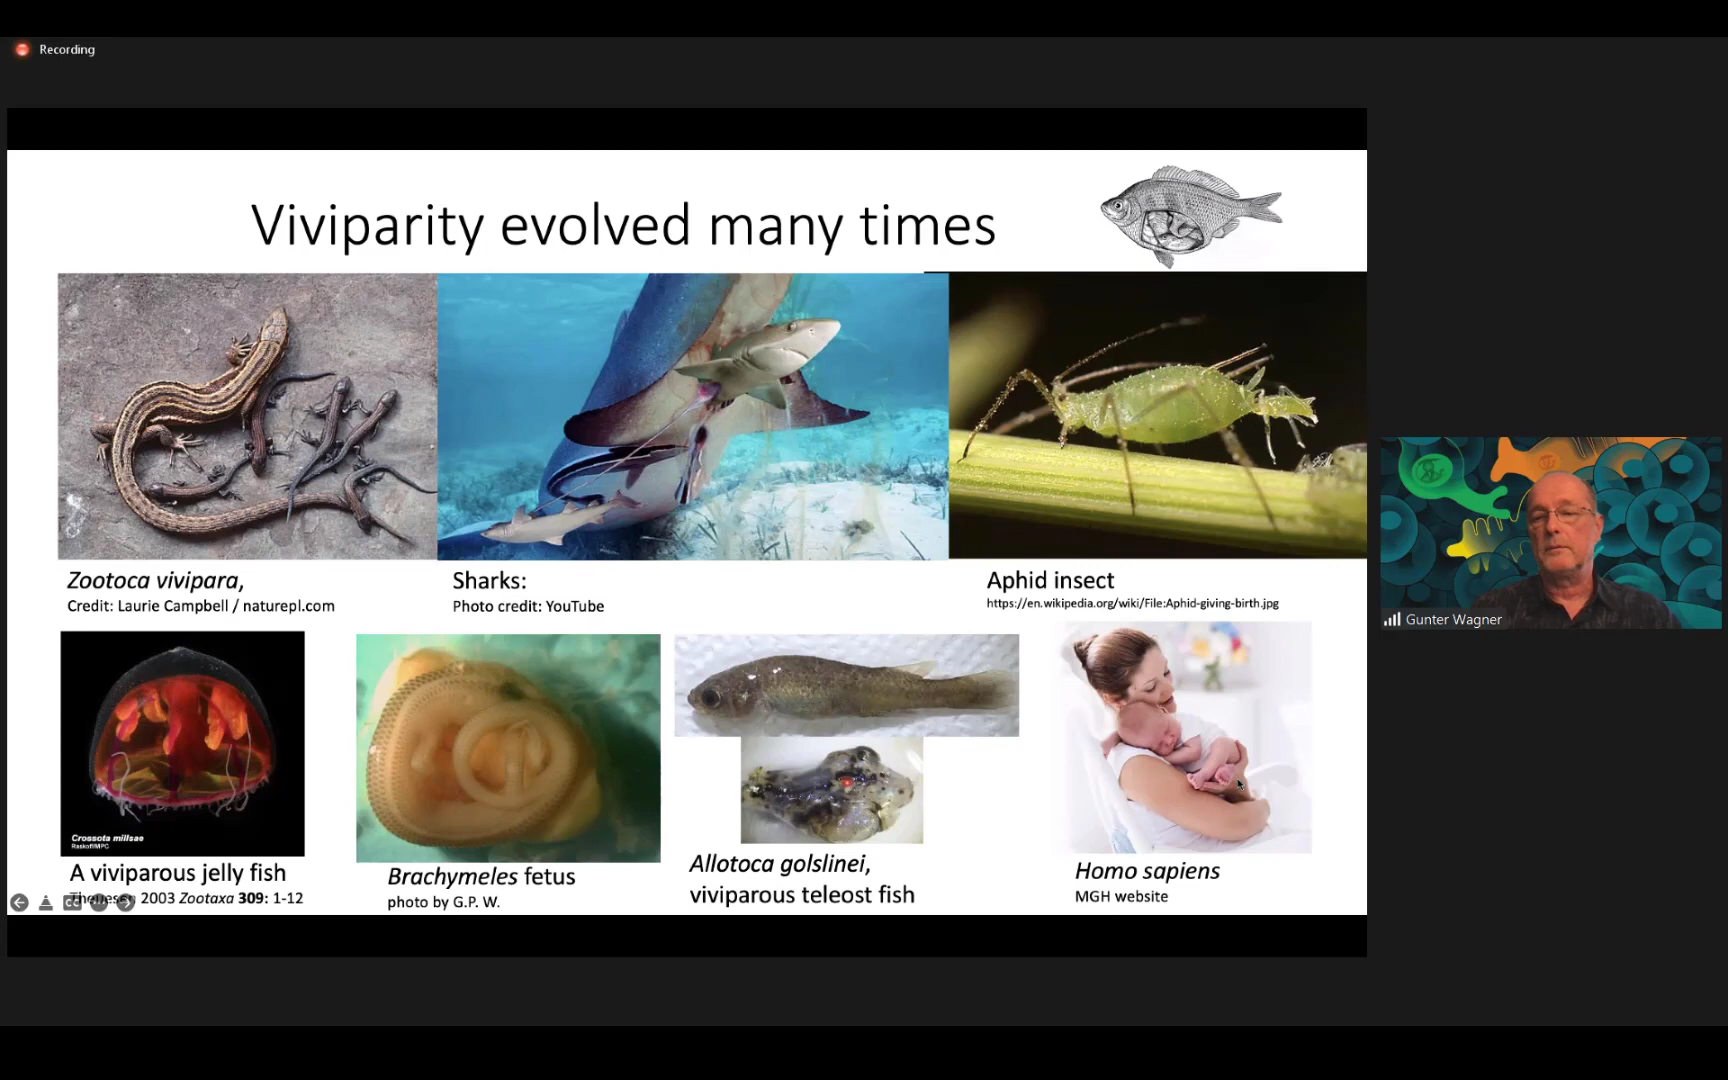 Recording
Viviparity evolved many times
Zootoca vivipara,
Credit: Laurie Campbell / naturepl.com
Sharks:
Photo credit: YouTube
Aphid insect
https://en.wikipedia.org/wiki/File:Aphid-giving-birth.jpg
Gunter Wagner
Crossota millsae
Raskoff/MPC
A viviparous jelly fish
2003 Zootaxa 309: 1-12
Brachymeles fetus
photo by G.P. W.
Allotoca golslinei,
viviparous teleost fish
Homo sapiens
MGH website